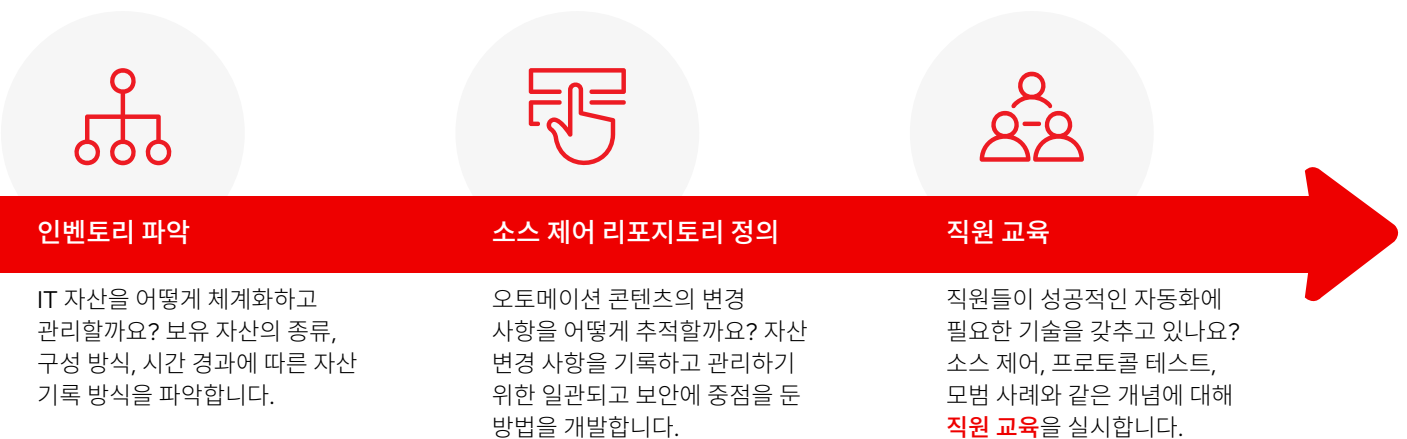 인벤토리 파악
IT 자산을 어떻게 체계화하고
관리할까요? 보유 자산의 종류,
구성 방식, 시간 경과에 따른 자산
기록 방식을 파악합니다.
소스 제어 리포지토리 정의
오토메이션 콘텐츠의 변경
사항을 어떻게 추적할까요? 자산
변경 사항을 기록하고 관리하기
위한 일관되고 보안에 중점을 둔
방법을 개발합니다.
직원 교육
직원들이 성공적인 자동화에
필요한 기술을 갖추고 있나요?
소스 제어, 프로토콜 테스트,
모범 사례와 같은 개념에 대해
직원 교육을 실시합니다.